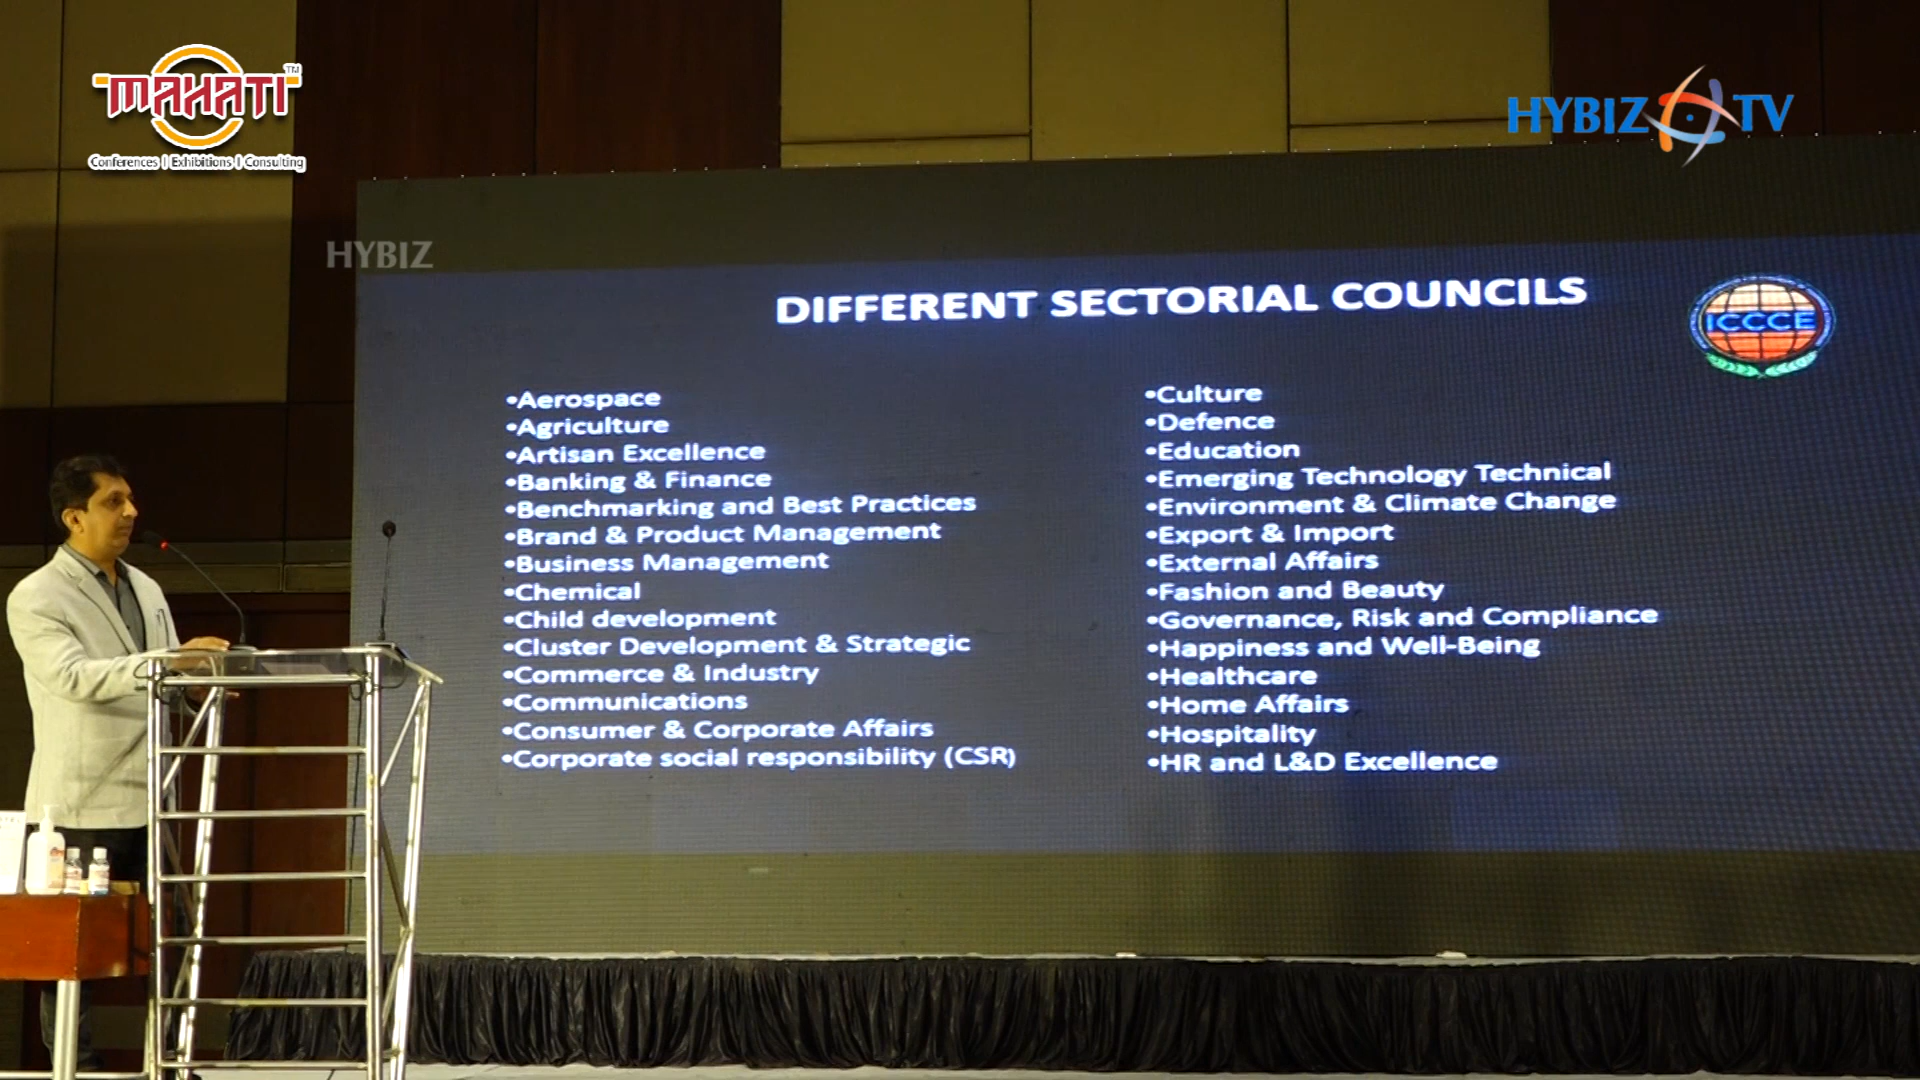 MAHATI TM
Conferences | Exhibitions | Consulting
HYBIZ TV
HYBIZ
DIFFERENT SECTORIAL COUNCILS
ICCCE
•Aerospace
•Agriculture
•Artisan Excellence
•Banking & Finance
•Benchmarking and Best Practices
•Brand & Product Management
•Business Management
•Chemical
•Child development
•Cluster Development & Strategic
•Commerce & Industry
•Communications
•Consumer & Corporate Affairs
•Corporate social responsibility (CSR)
•Culture
•Defence
•Education
•Emerging Technology Technical
•Environment & Climate Change
•Export & Import
•External Affairs
•Fashion and Beauty
•Governance, Risk and Compliance
•Happiness and Well-Being
•Healthcare
•Home Affairs
•Hospitality
•HR and L&D Excellence